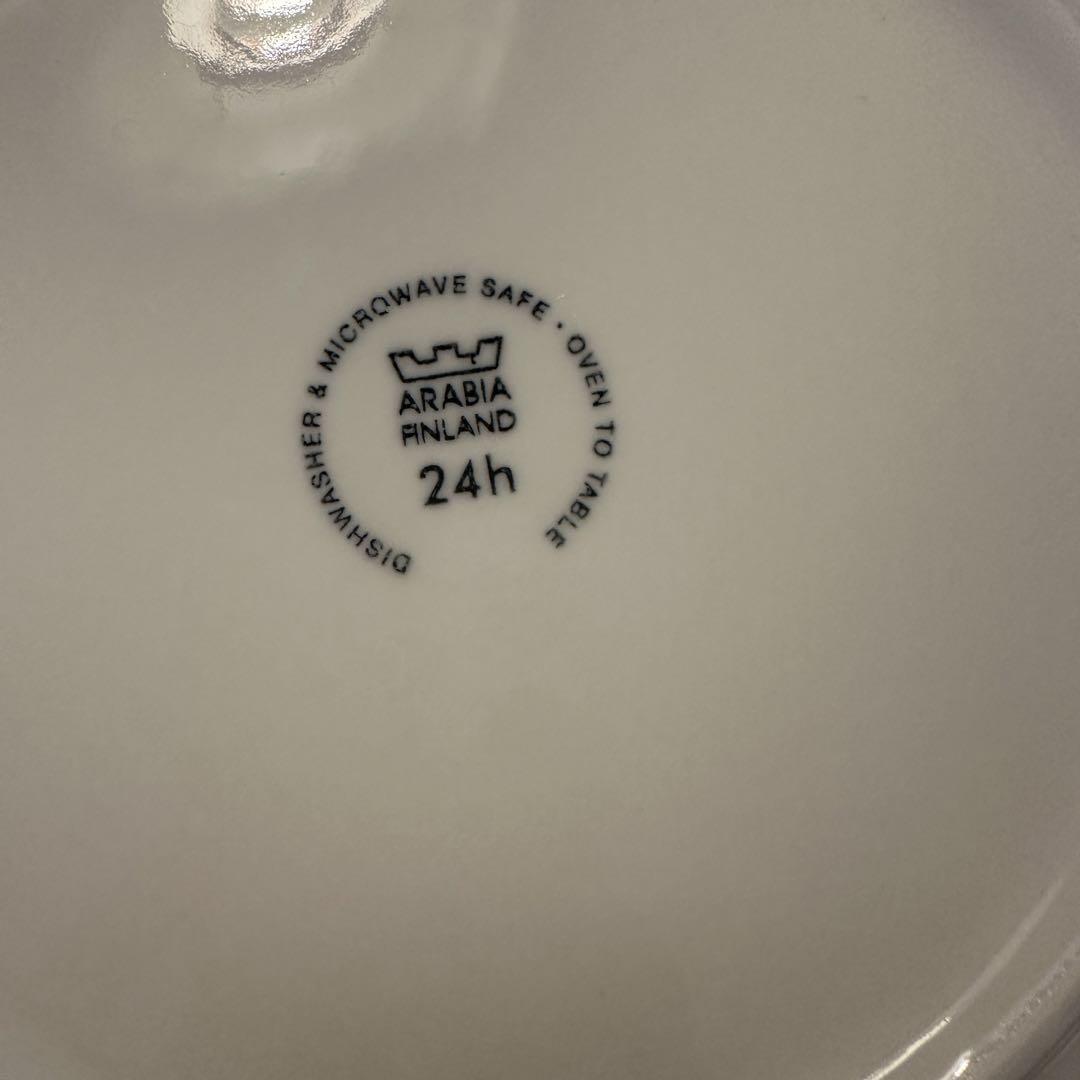 DISHWASHER & MICROWAVE SAFE · OVEN TO TABLE
ARABIA
FINLAND
24h